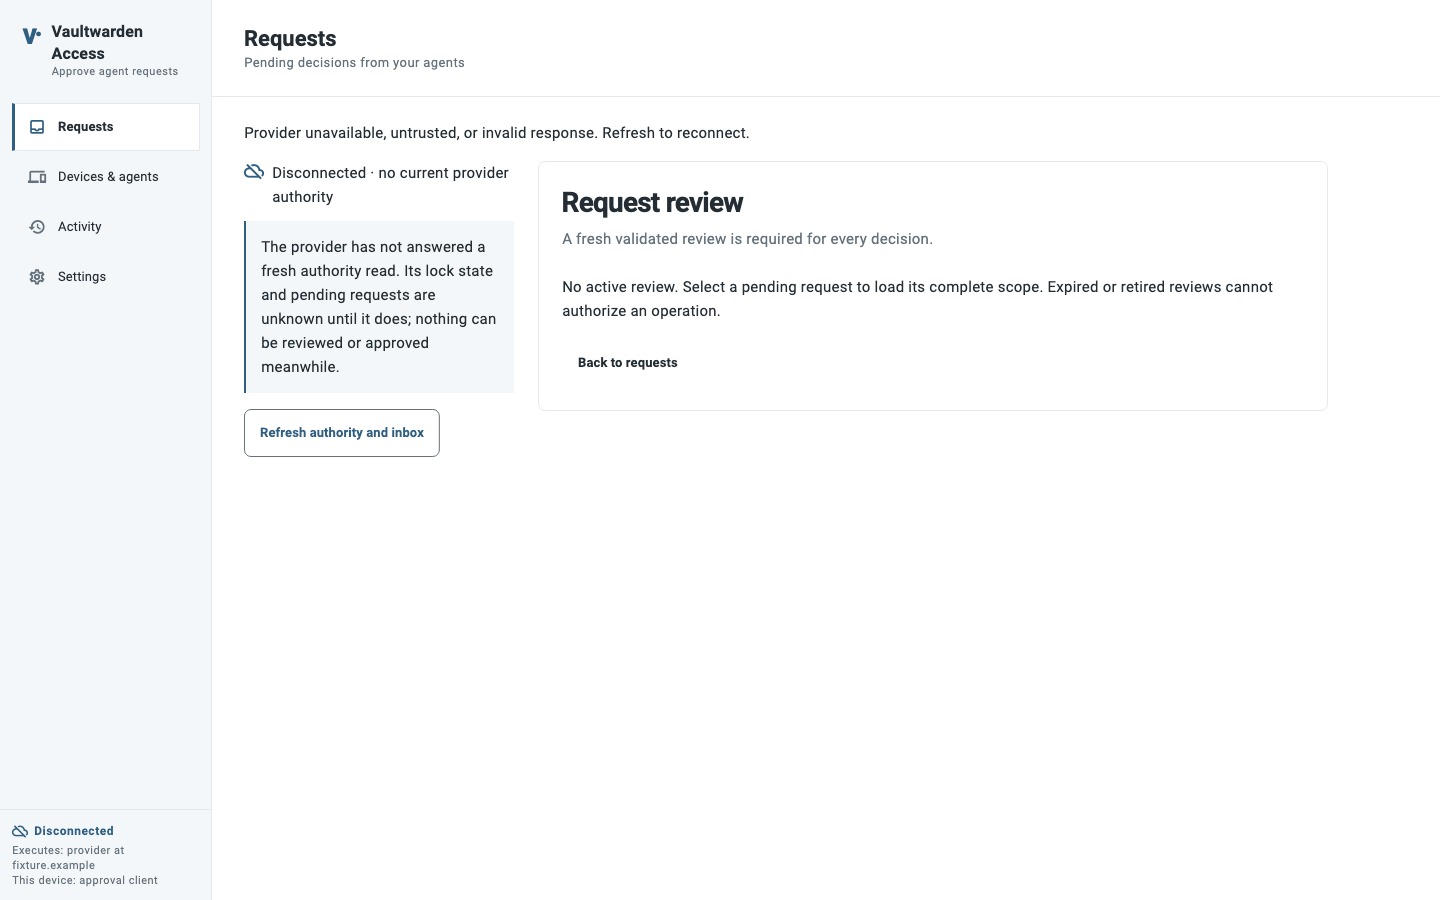 Vaultwarden
Access
Approve agent requests
Requests
Devices & agents
Activity
Settings
Disconnected
Executes: provider at
fixture.example
This device: approval client
Requests
Pending decisions from your agents
Provider unavailable, untrusted, or invalid response. Refresh to reconnect.
Disconnected · no current provider
authority
The provider has not answered a
fresh authority read. Its lock state
and pending requests are
unknown until it does; nothing can
be reviewed or approved
meanwhile.
Refresh authority and inbox
Request review
A fresh validated review is required for every decision.
No active review. Select a pending request to load its complete scope. Expired or retired reviews cannot
authorize an operation.
Back to requests